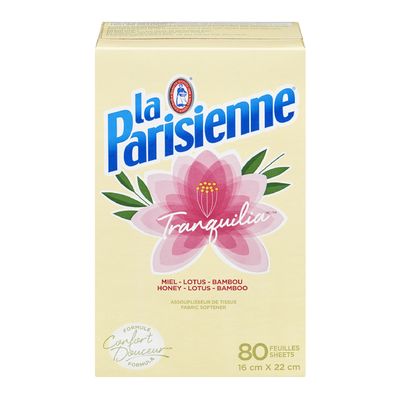 la
Parisienne
Tranquilia
MIEL - LOTUS - BAMBOU
HONEY - LOTUS - BAMBOO
ASSOUPLISSEUR DE TISSUS
FABRIC SOFTENER
FORMULE
Confort
Douceur
FORMULA
80 FEUILLES
SHEETS
16 cm X 22 cm